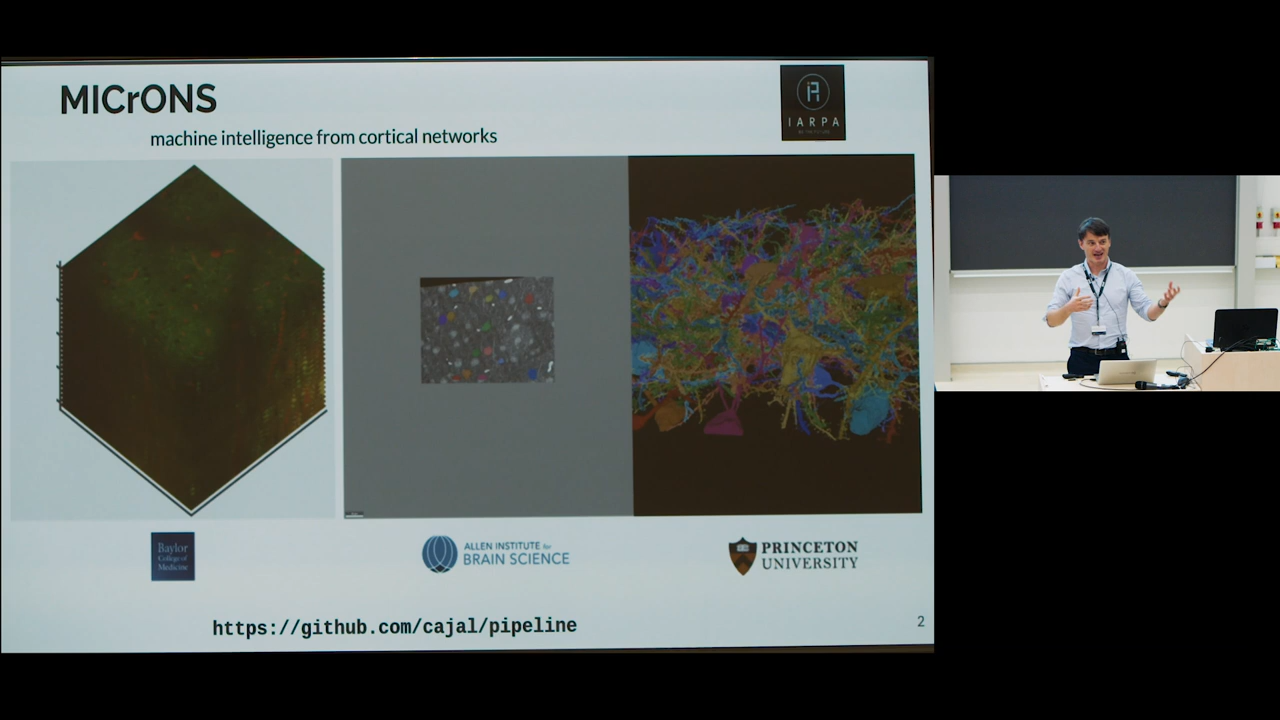 MICrONS
machine intelligence from cortical networks
IARPA
Baylor
College of
Medicine
ALLEN INSTITUTE for
BRAIN SCIENCE
PRINCETON
UNIVERSITY
https://github.com/cajal/pipeline
2